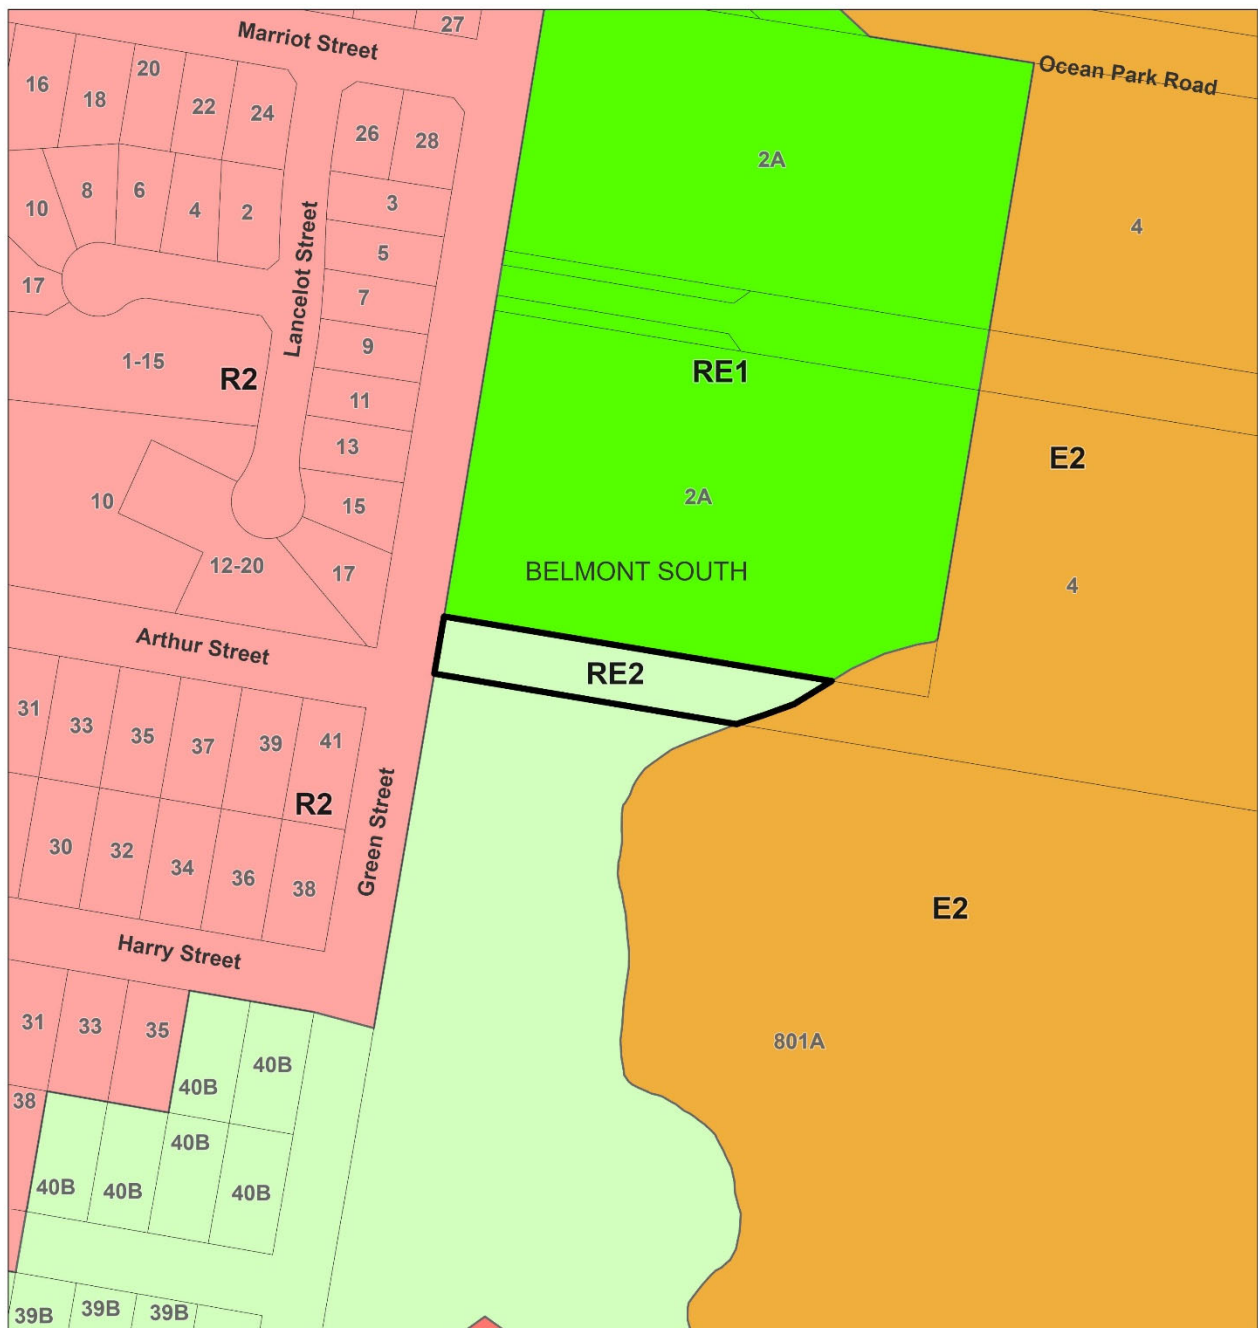 27
Marriot Street
Ocean Park Road
16
18
20
22
24
26
28
2A
4
10
8
6
4
2
3
5
17
7
Lancelot Street
9
1-15
R2
RE1
11
13
E2
10
15
2A
12-20
17
BELMONT SOUTH
4
Arthur Street
RE2
31
33
35
37
39
41
R2
Green Street
30
32
34
36
38
E2
Harry Street
31
33
35
801A
40B
40B
38
40B
40B
40B
40B
39B
39B
39B